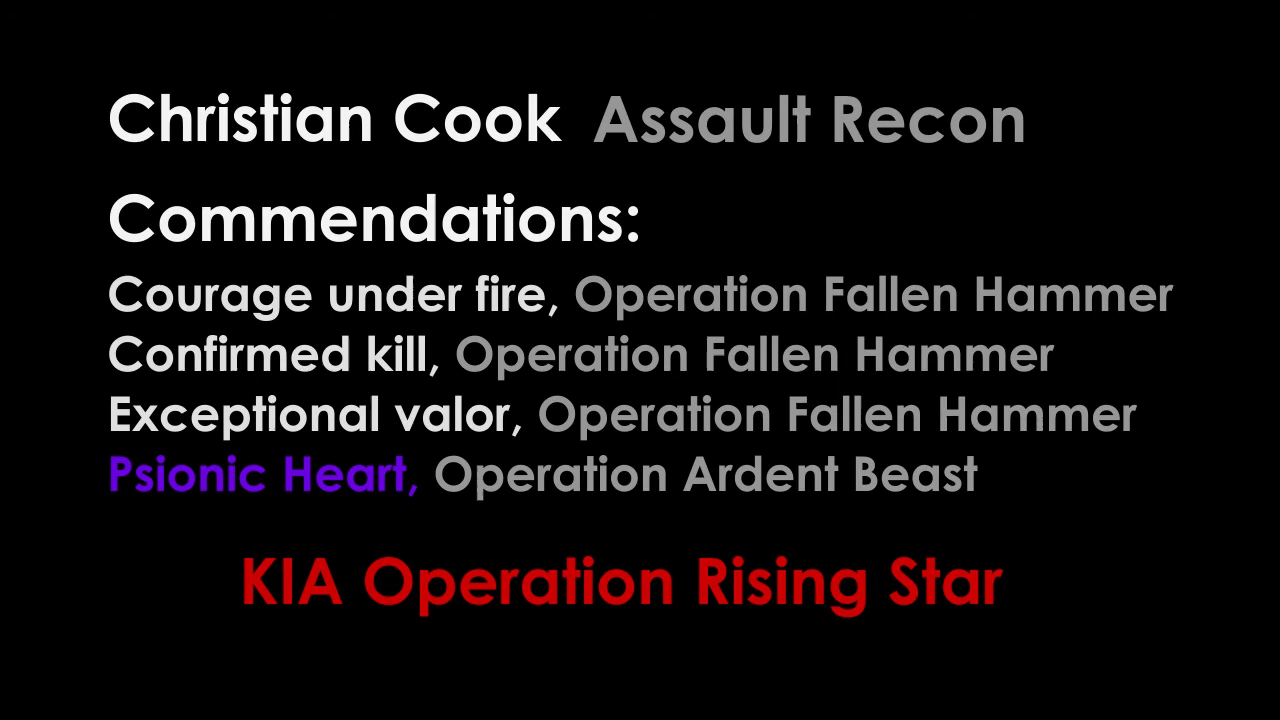 Christian Cook Assault Recon
Commendations:
Courage under fire, Operation Fallen Hammer
Confirmed kill, Operation Fallen Hammer
Exceptional valor, Operation Fallen Hammer
Psionic Heart, Operation Ardent Beast
KIA Operation Rising Star